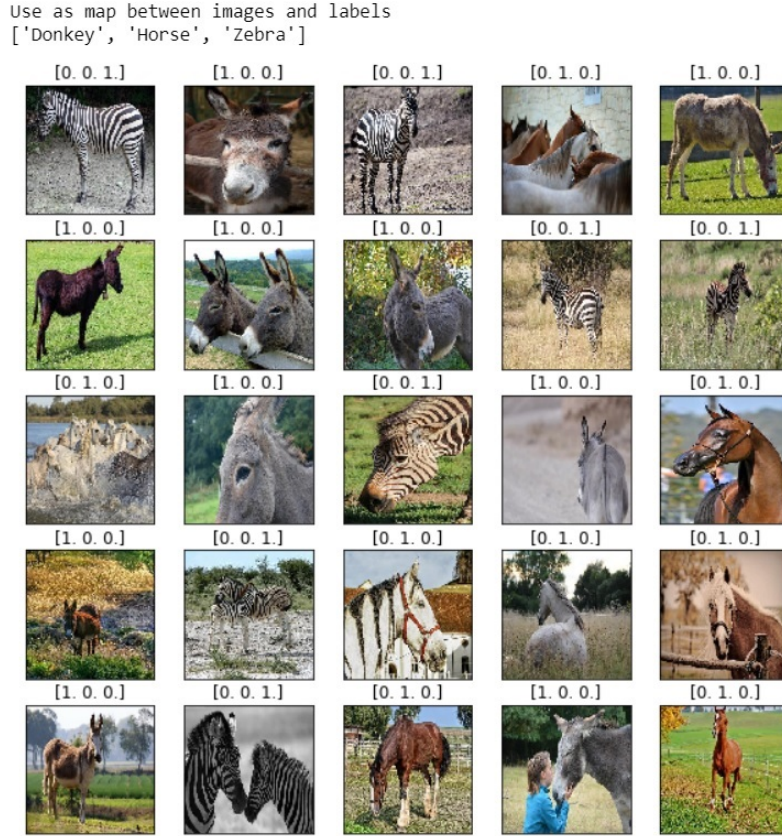 Use as map between images and labels
['Donkey', 'Horse', 'Zebra']
[0. 0. 1.] [1. 0. 0.] [0. 0. 1.] [0. 1. 0.] [1. 0. 0.]
[1. 0. 0.] [1. 0. 0.] [1. 0. 0.] [0. 0. 1.] [0. 0. 1.]
[0. 1. 0.] [1. 0. 0.] [0. 0. 1.] [1. 0. 0.] [0. 1. 0.]
[1. 0. 0.] [0. 0. 1.] [0. 1. 0.] [0. 1. 0.] [0. 1. 0.]
[1. 0. 0.] [0. 0. 1.] [0. 1. 0.] [1. 0. 0.] [0. 1. 0.]